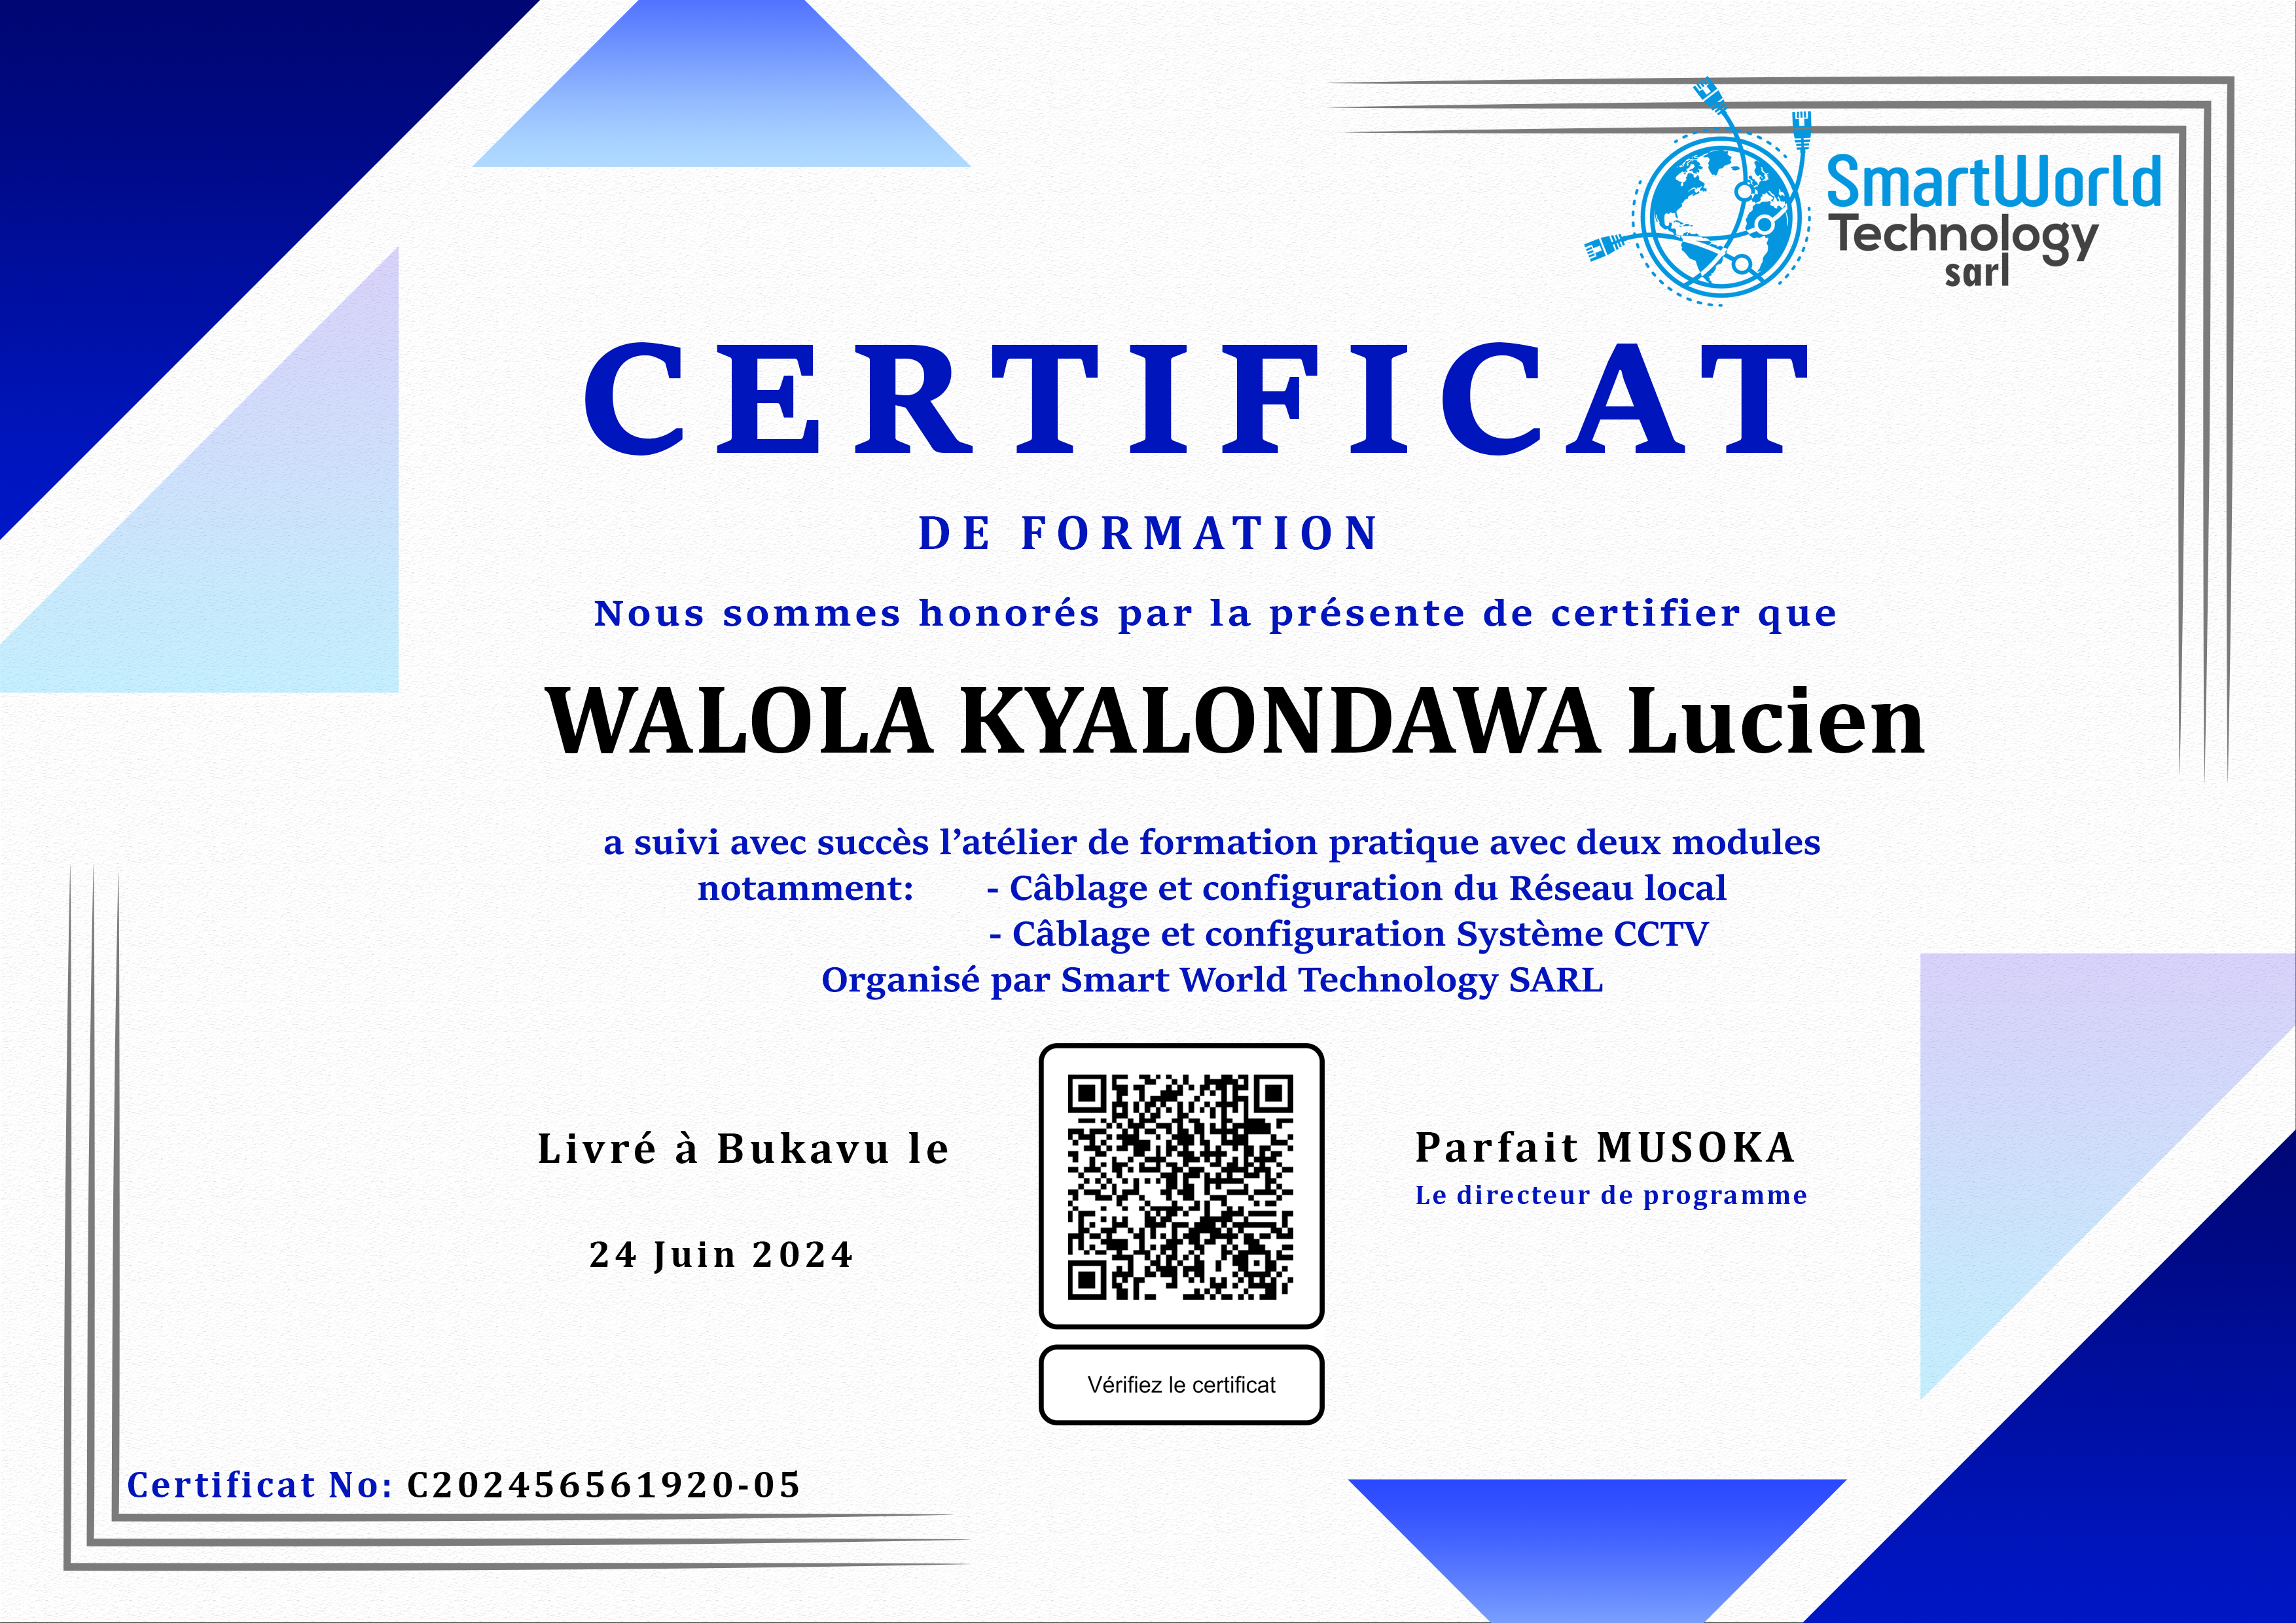 SmartWorld
Technology
sarl
CERTIFICAT
DE FORMATION
Nous sommes honorés par la présente de certifier que
WALOLA KYALONDAWA Lucien
a suivi avec succès l’atélier de formation pratique avec deux modules
notamment: - Câblage et configuration du Réseau local
- Câblage et configuration Système CCTV
Organisé par Smart World Technology SARL
Livré à Bukavu le
24 Juin 2024
Parfait MUSOKA
Le directeur de programme
Vérifiez le certificat
Certificat No: C202456561920-05